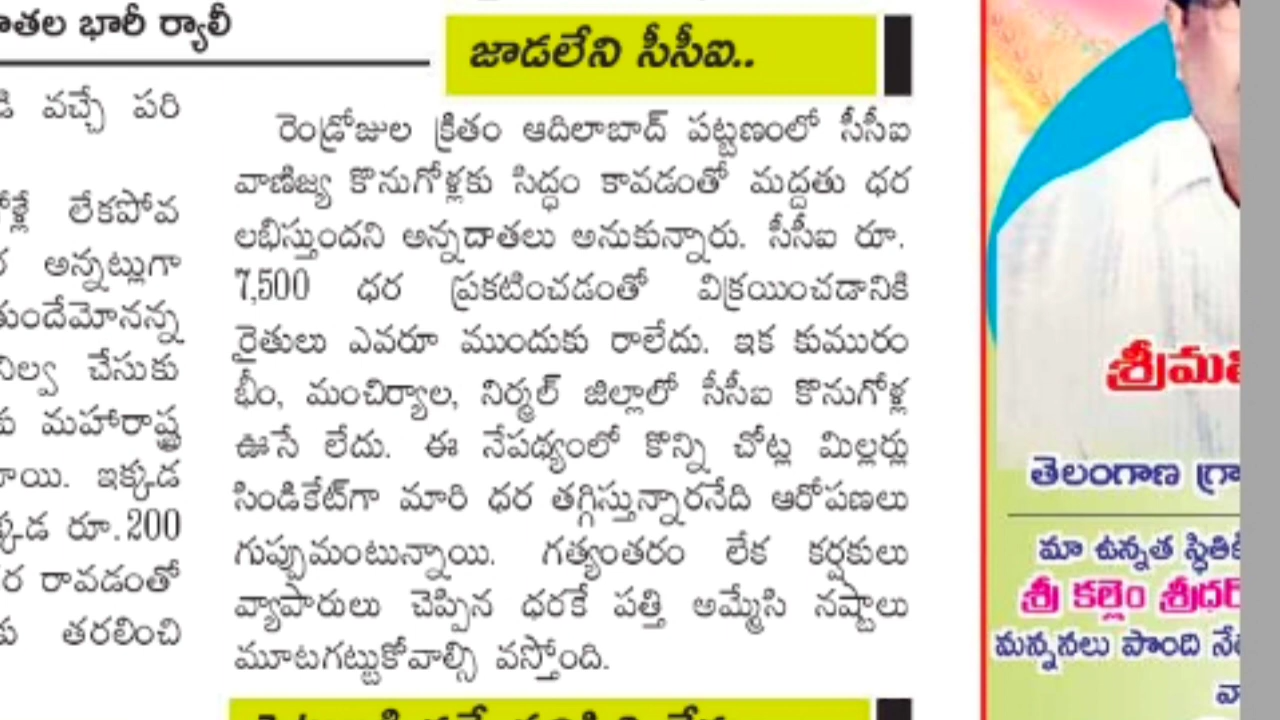 భారీ ర్యాలీ
వచ్చే పరి
లేకపోవ
అన్నట్లుగా
నిల్వ చేసుకు
మహారాష్ట్ర
ఇక్కడ
రూ.200
రావడంతో
తరలించి
జాడలేని సీసీఐ..
రెండ్రోజుల క్రితం ఆదిలాబాద్ పట్టణంలో సీసీఐ
వాణిజ్య కొనుగోళ్లకు సిద్ధం కావడంతో మద్దతు ధర
లభిస్తుందని అన్నదాతలు అనుకున్నారు. సీసీఐ రూ.
7,500 ధర ప్రకటించడంతో విక్రయించడానికి
రైతులు ఎవరూ ముందుకు రాలేదు. ఇక కుమురం
భీం, మంచిర్యాల, నిర్మల్ జిల్లాలో సీసీఐ కొనుగోళ్ల
ఊసే లేదు. ఈ నేపథ్యంలో కొన్ని చోట్ల మిల్లర్లు
సిండికేట్‌గా మారి ధర తగ్గిస్తున్నారనేది ఆరోపణలు
గుప్పుమంటున్నాయి. గత్యంతరం లేక కర్షకులు
వ్యాపారులు చెప్పిన ధరకే పత్తి అమ్మేసి నష్టాలు
మూటగట్టుకోవాల్సి వస్తోంది.
తెలంగాణ
మా ఉన్నత
శ్రీ కల్లెం శ్రీధర్
మన్ననలు పొంది